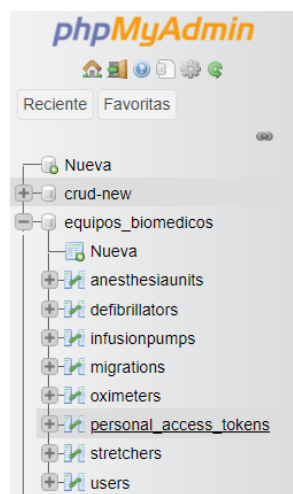 phpMyAdmin
Reciente Favoritas
Nueva
crud-new
equipos_biomedicos
Nueva
anesthesiaunits
defibrillators
infusionpumps
migrations
oximeters
personal_access_tokens
stretchers
users